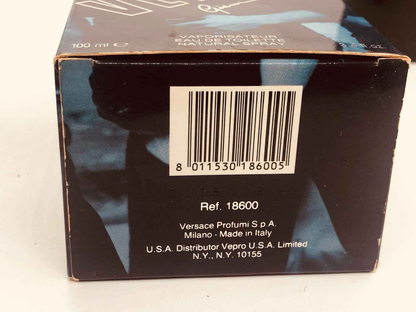 100 ml ℮
VAPORISATEUR
EAU DE TOILETTE
NATURAL SPRAY
OZ.
8 011530 186005
Ref. 18600
Versace Profumi S p A.
Milano - Made in Italy
U.S.A. Distributor Vepro U.S.A. Limited
N.Y., N.Y. 10155